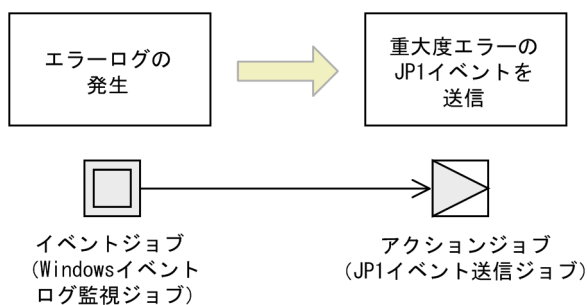 エラーログの
発生
重大度エラーの
JP1イベントを
送信
イベントジョブ
(Windowsイベント
ログ監視ジョブ)
アクションジョブ
(JP1イベント送信ジョブ)